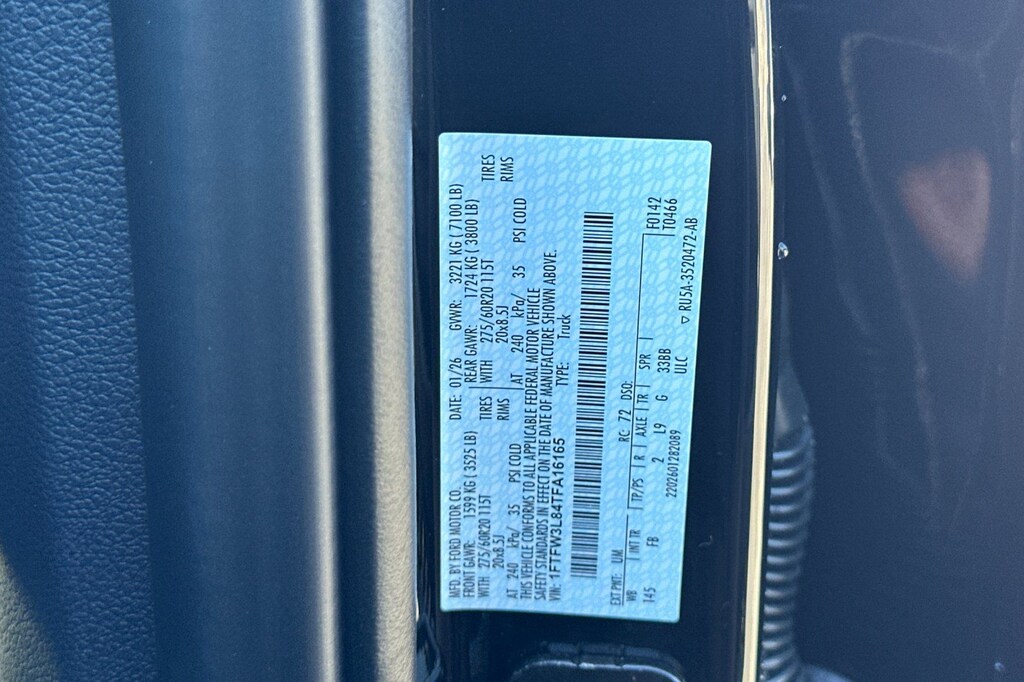 MFD. BY FORD MOTOR CO. DATE: 01/26 GVWR: 3221 KG ( 7100 LB)
FRONT GAWR: 1599 KG ( 3525 LB) REAR GAWR: 1724 KG ( 3800 LB)
WITH 275/60R20 115T TIRES WITH 275/60R20 115T TIRES
20x8.5J RIMS 20x8.5J RIMS
AT 240 kPa/ 35 PSI COLD AT 240 kPa/ 35 PSI COLD
THIS VEHICLE CONFORMS TO ALL APPLICABLE FEDERAL MOTOR VEHICLE
SAFETY STANDARDS IN EFFECT ON THE DATE OF MANUFACTURE SHOWN ABOVE.
VIN: 1FTFW3L84TFA16165 TYPE: Truck
EXT PNT: UM RC: 72 DSO: F0142
WB INT TR TP/PS R AXLE TR SPR T0466
145 FB 2 L9 G 33BB
2202601282089 ULC
RU5A-3520472-AB